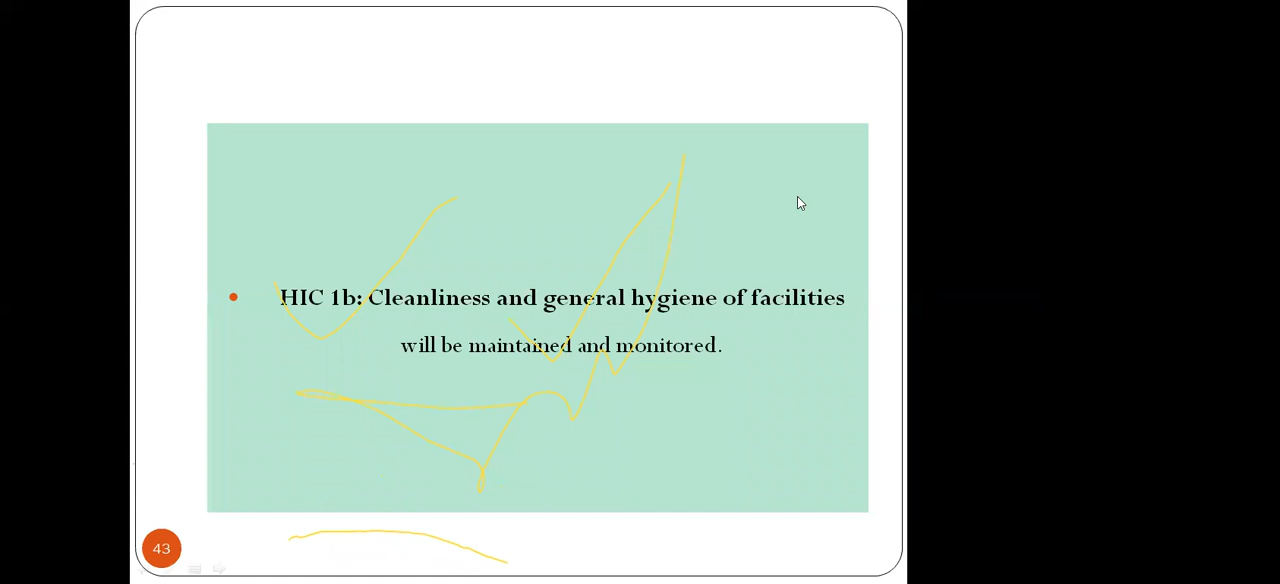 HIC 1b: Cleanliness and general hygiene of facilities
will be maintained and monitored.
43